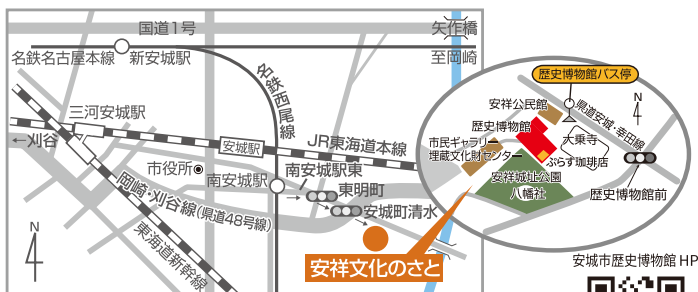 国道1号
矢作橋
名鉄名古屋本線
新安城駅
至岡崎
名鉄西尾線
三河安城駅
←刈谷
安城駅
JR東海道本線
市役所
南安城駅
南安城駅東
東明町
岡崎・刈谷線(県道48号線)
安城町清水
東海道新幹線
N
安祥文化のさと
歴史博物館バス停
安祥公民館
県道安城・幸田線
N
歴史博物館
大乗寺
市民ギャラリー
埋蔵文化財センター
ぷらす珈琲店
安祥城址公園
八幡社
歴史博物館前
安城市歴史博物館 HP